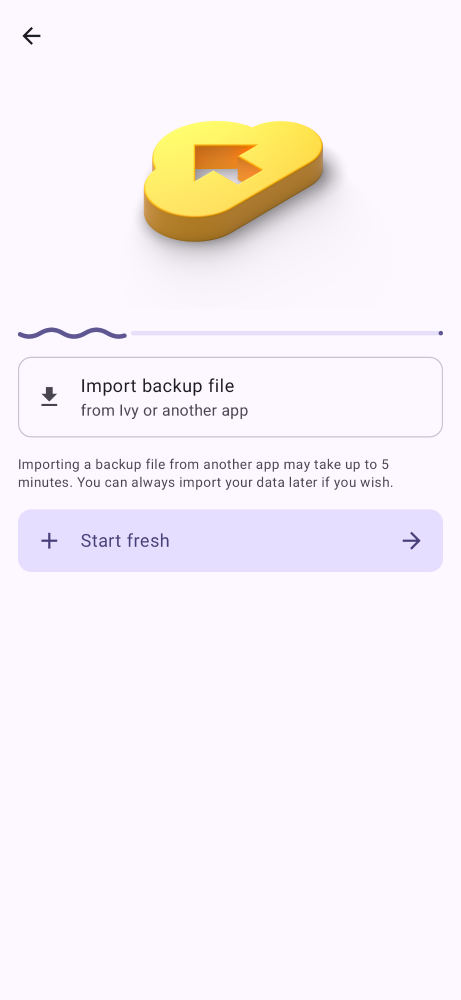 Import backup file
from Ivy or another app
Importing a backup file from another app may take up to 5
minutes. You can always import your data later if you wish.
Start fresh